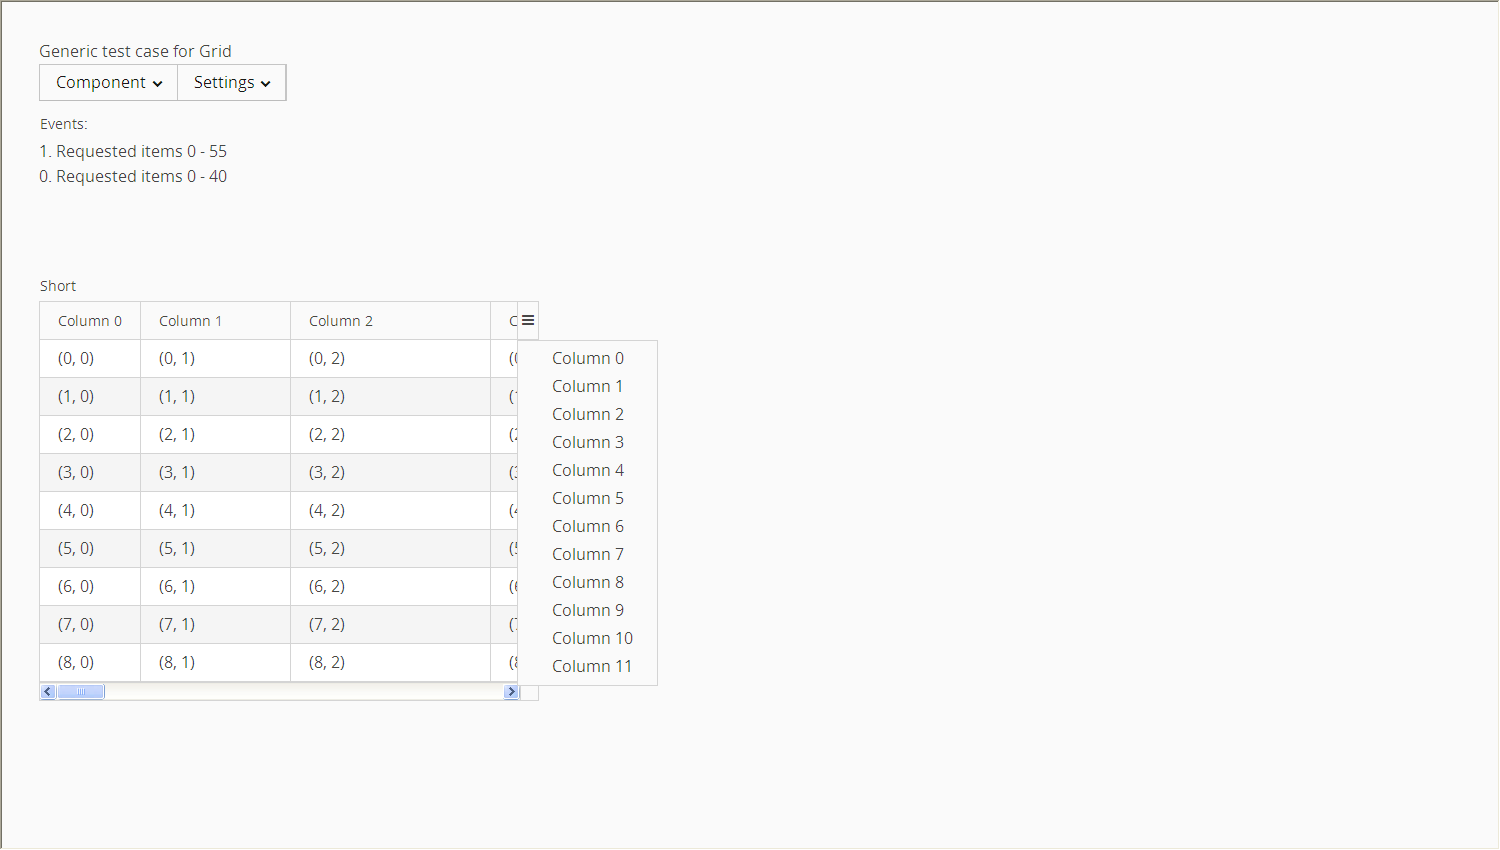 Generic test case for Grid
Component Settings
Events:
1. Requested items 0 - 55
0. Requested items 0 - 40
Short
Column 0 Column 1 Column 2 C
(0, 0) (0, 1) (0, 2)
(1, 0) (1, 1) (1, 2)
(2, 0) (2, 1) (2, 2)
(3, 0) (3, 1) (3, 2)
(4, 0) (4, 1) (4, 2)
(5, 0) (5, 1) (5, 2)
(6, 0) (6, 1) (6, 2)
(7, 0) (7, 1) (7, 2)
(8, 0) (8, 1) (8, 2)
Column 0
Column 1
Column 2
Column 3
Column 4
Column 5
Column 6
Column 7
Column 8
Column 9
Column 10
Column 11